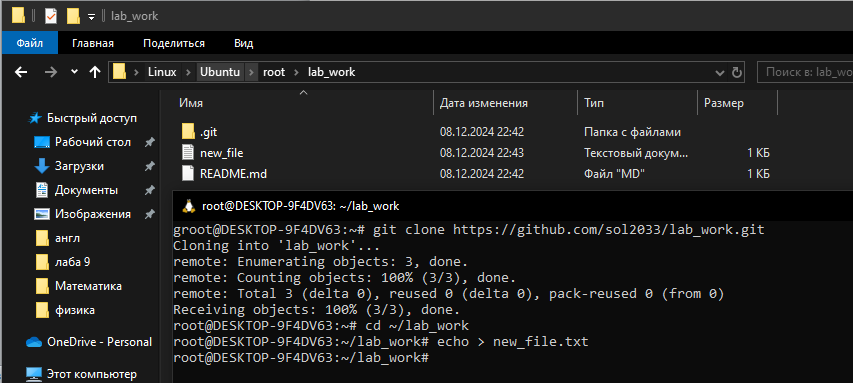 lab_work
Файл Главная Поделиться Вид
Linux Ubuntu root lab_work
Поиск в: lab_wo
Имя Дата изменения Тип Размер
.git 08.12.2024 22:42 Папка с файлами
new_file 08.12.2024 22:43 Текстовый докум... 1 КБ
README.md 08.12.2024 22:42 Файл "MD" 1 КБ
Быстрый доступ
Рабочий стол
Загрузки
Документы
Изображения
англ
лаба 9
Математика
физика
OneDrive - Personal
Этот компьютер
root@DESKTOP-9F4DV63: ~/lab_work
groot@DESKTOP-9F4DV63:~# git clone https://github.com/sol2033/lab_work.git
Cloning into 'lab_work'...
remote: Enumerating objects: 3, done.
remote: Counting objects: 100% (3/3), done.
remote: Total 3 (delta 0), reused 0 (delta 0), pack-reused 0 (from 0)
Receiving objects: 100% (3/3), done.
root@DESKTOP-9F4DV63:~# cd ~/lab_work
root@DESKTOP-9F4DV63:~/lab_work# echo > new_file.txt
root@DESKTOP-9F4DV63:~/lab_work#